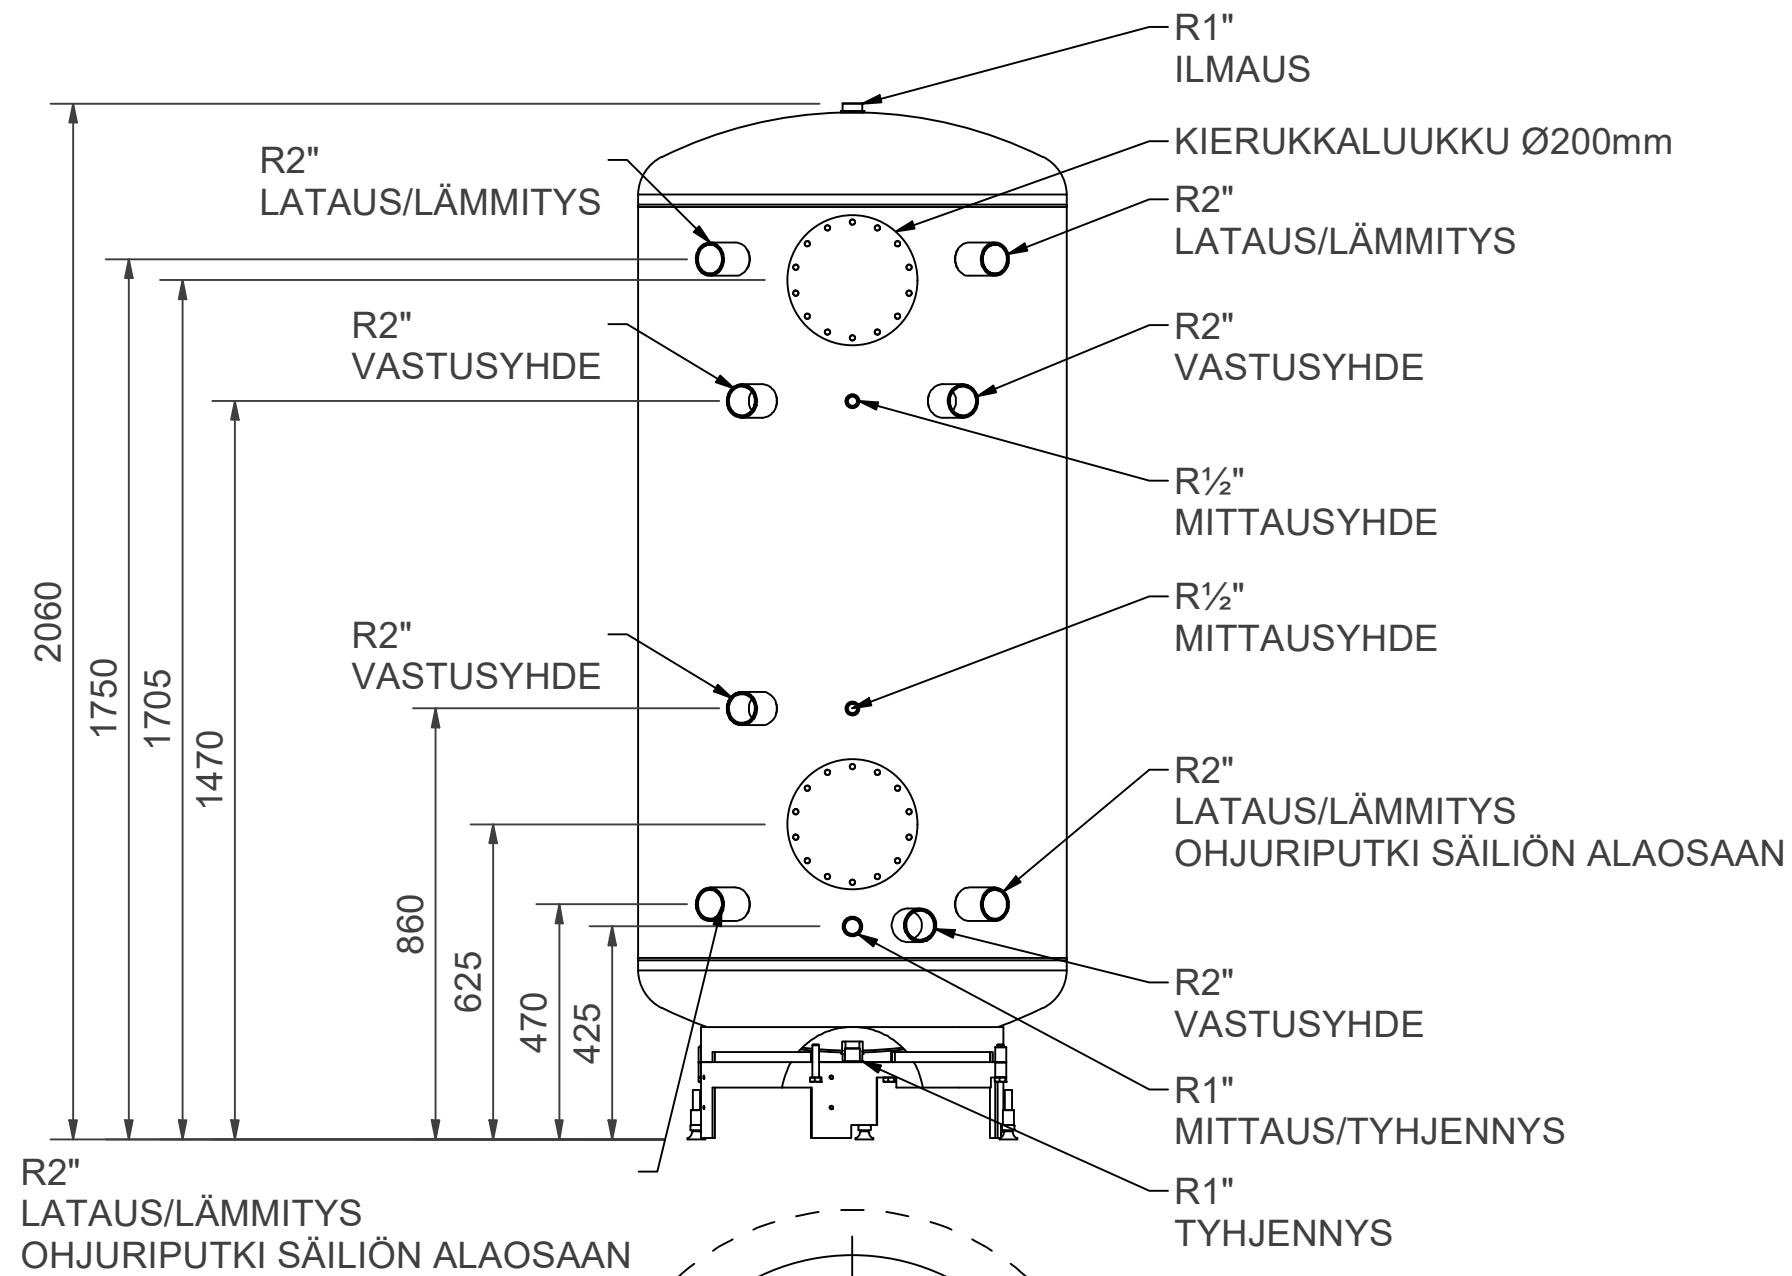 R1"
ILMAUS
KIERUKKALUUKKU Ø200mm
R2"
LATAUS/LÄMMITYS
R2"
LATAUS/LÄMMITYS
R2"
VASTUSYHDE
R2"
VASTUSYHDE
R½"
MITTAUSYHDE
R½"
MITTAUSYHDE
R2"
VASTUSYHDE
2060
1750
1705
1470
860
625
470
425
R2"
LATAUS/LÄMMITYS
OHJURIPUTKI SÄILIÖN ALAOSAAN
R2"
VASTUSYHDE
R1"
MITTAUS/TYHJENNYS
R1"
TYHJENNYS
R2"
LATAUS/LÄMMITYS
OHJURIPUTKI SÄILIÖN ALAOSAAN